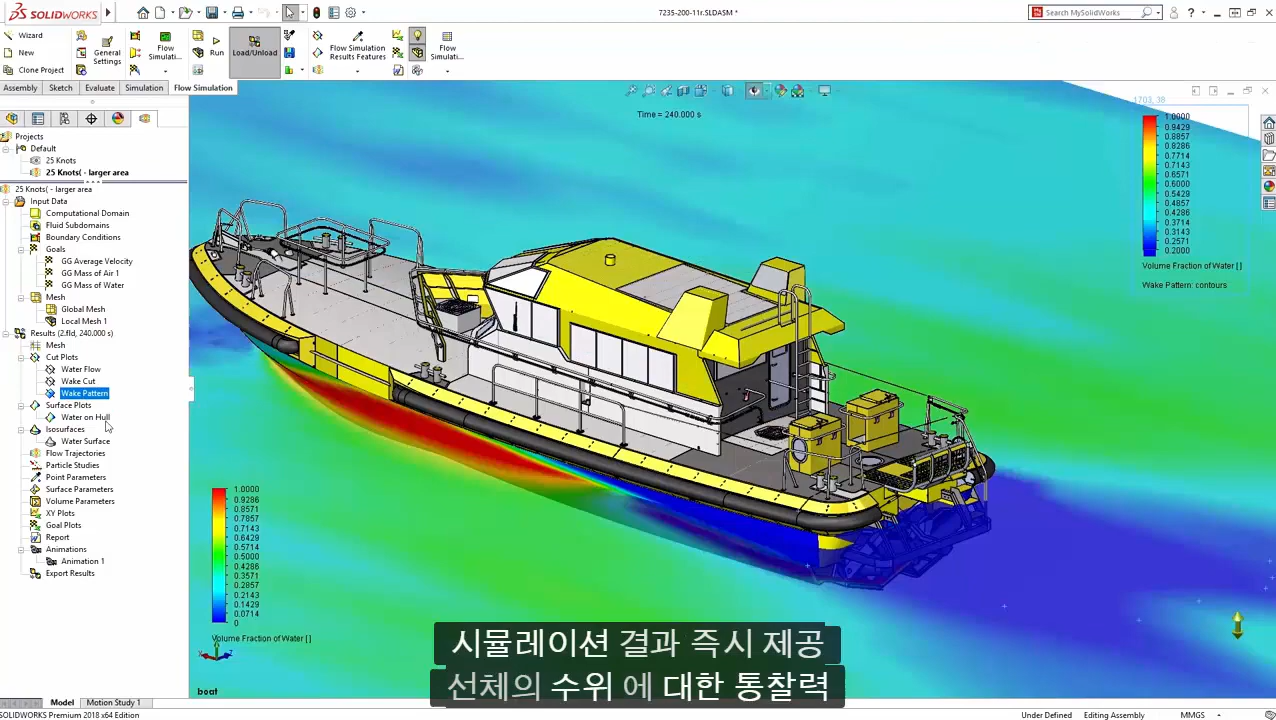 SOLIDWORKS
7235-200-11r.SLDASM *
Search MySolidWorks
Wizard
New
Clone Project
General Settings
Flow Simulati...
Run
Load/Unload
Flow Simulation Results Features
Flow Simulati...
Assembly
Sketch
Evaluate
Simulation
Flow Simulation
Projects
Default
25 Knots
25 Knots( - larger area
25 Knots( - larger area
Input Data
Computational Domain
Fluid Subdomains
Boundary Conditions
Goals
GG Average Velocity
GG Mass of Air 1
GG Mass of Water
Mesh
Global Mesh
Local Mesh 1
Results (2.fld, 240.000 s)
Mesh
Cut Plots
Water Flow
Wake Cut
Wake Pattern
Surface Plots
Water on Hull
Isosurfaces
Water Surface
Flow Trajectories
Particle Studies
Point Parameters
Surface Parameters
Volume Parameters
XY Plots
Goal Plots
Report
Animations
Animation 1
Export Results
Time = 240.000 s
1703, 38
1.0000
0.9429
0.8857
0.8286
0.7714
0.7143
0.6571
0.6000
0.5429
0.4857
0.4286
0.3714
0.3143
0.2571
0.2000
Volume Fraction of Water [ ]
Wake Pattern: contours
1.0000
0.9286
0.8571
0.7857
0.7143
0.6429
0.5714
0.5000
0.4286
0.3571
0.2857
0.2143
0.1429
0.0714
0
Volume Fraction of Water [ ]
시뮬레이션 결과 즉시 제공
선체의 수위 에 대한 통찰력
boat
Model
Motion Study 1
SOLIDWORKS Premium 2018 x64 Edition
Under Defined
Editing Assembly
MMGS